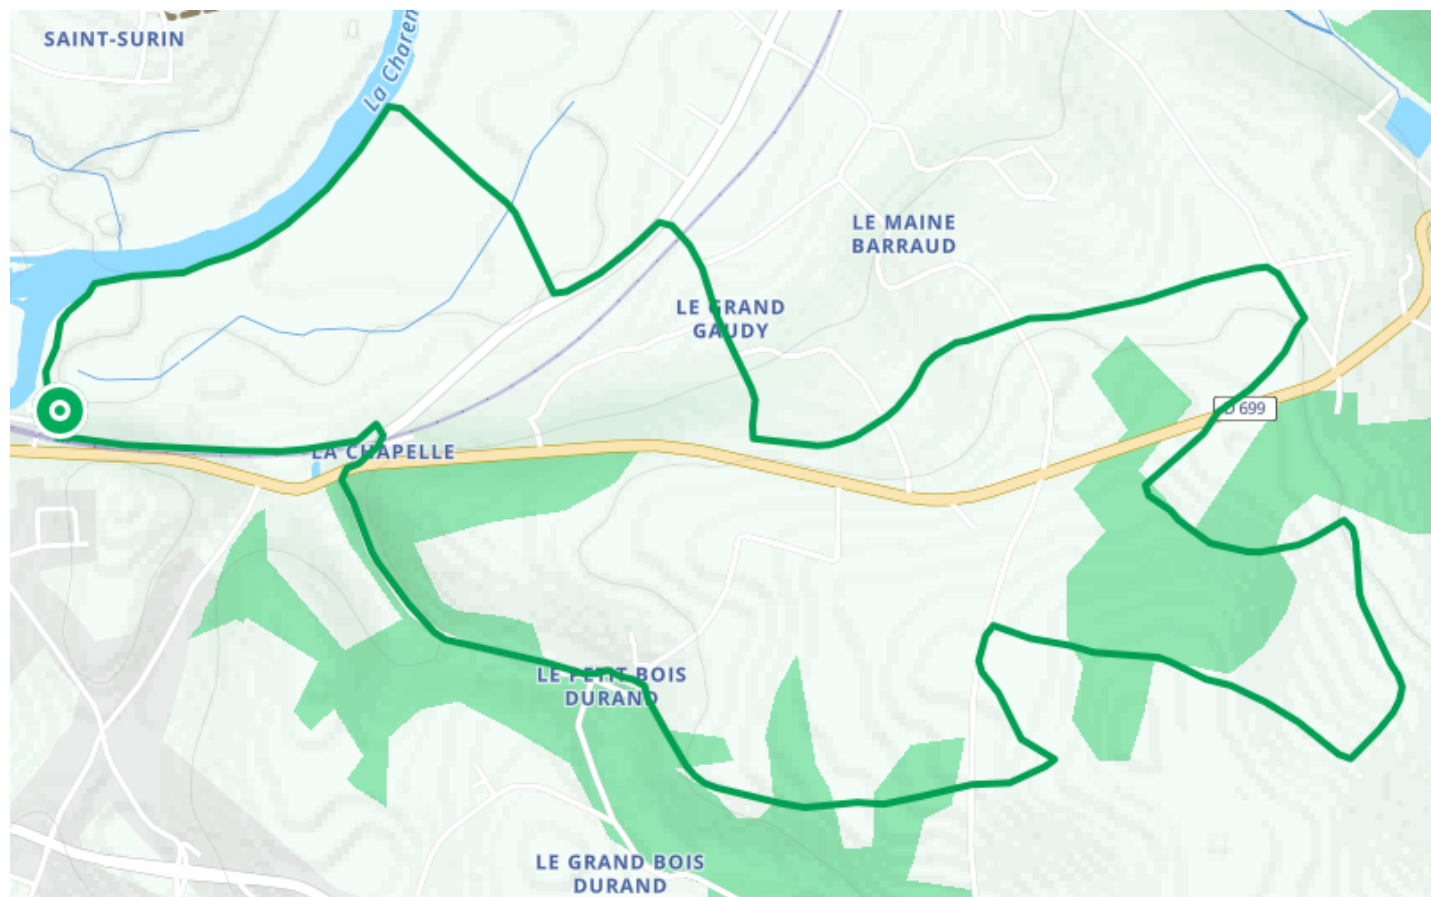 SAINT-SURIN
La Charen
LE MAINE
BARRAUD
LE GRAND
GAUDY
D 699
LA CHAPELLE
LE PETIT BOIS
DURAND
LE GRAND BOIS
DURAND